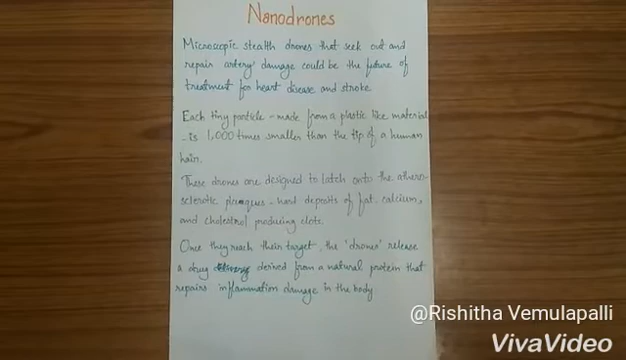 Nanodrones
Microscopic stealth drones that seek out and
repair artery damage could be the future of
treatment for heart disease and stroke
Each tiny particle - made from a plastic like material
- is 1,000 times smaller than the tip of a human
hair.
These drones are designed to latch onto the athero-
sclerotic plaques - hard deposits of fat, calcium,
and cholestrol producing clots.
Once they reach their target, the 'drones' release
a drug derived from a natural protein that
repairs inflammation damage in the body
@Rishitha Vemulapalli
VivaVideo